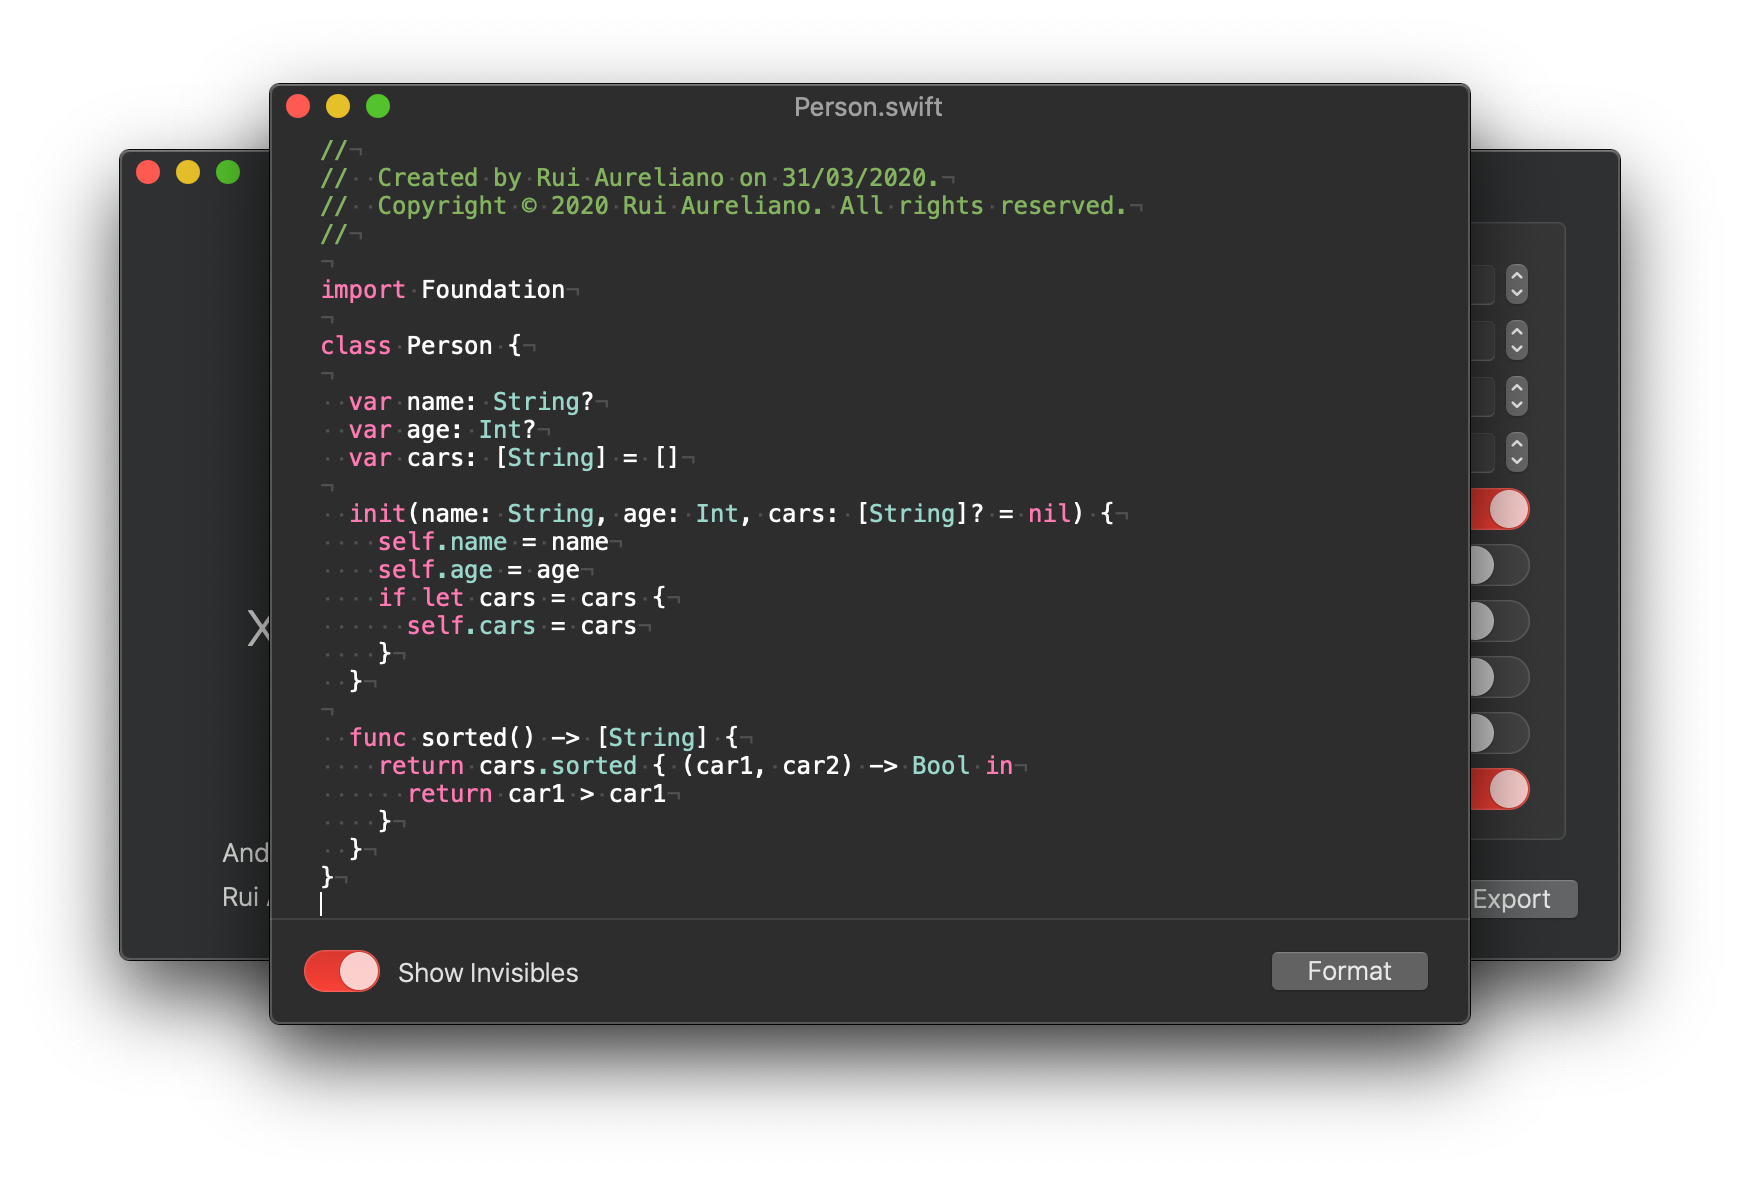 Person.swift
//
//  Created by Rui Aureliano on 31/03/2020.
//  Copyright © 2020 Rui Aureliano. All rights reserved.
//

import Foundation

class Person {

  var name: String?
  var age: Int?
  var cars: [String] = []

  init(name: String, age: Int, cars: [String]? = nil) {
    self.name = name
    self.age = age
    if let cars = cars {
      self.cars = cars
    }
  }

  func sorted() -> [String] {
    return cars.sorted { (car1, car2) -> Bool in
      return car1 > car1
    }
  }
}
Show Invisibles
Format
X
And
Rui
Export